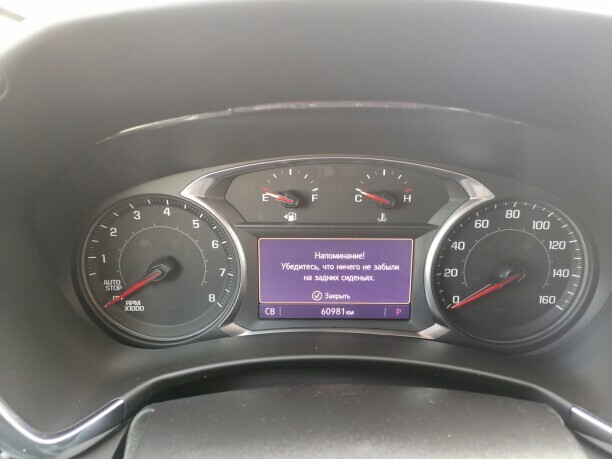 E F
C H
1 2 3 4 5 6 7 8
AUTO
STOP
OFF
RPM
X1000
Напоминание!
Убедитесь, что ничего не забыли
на задних сиденьях.
Закрыть
СВ 60981км P
0 20 40 60 80 100 120 140 160